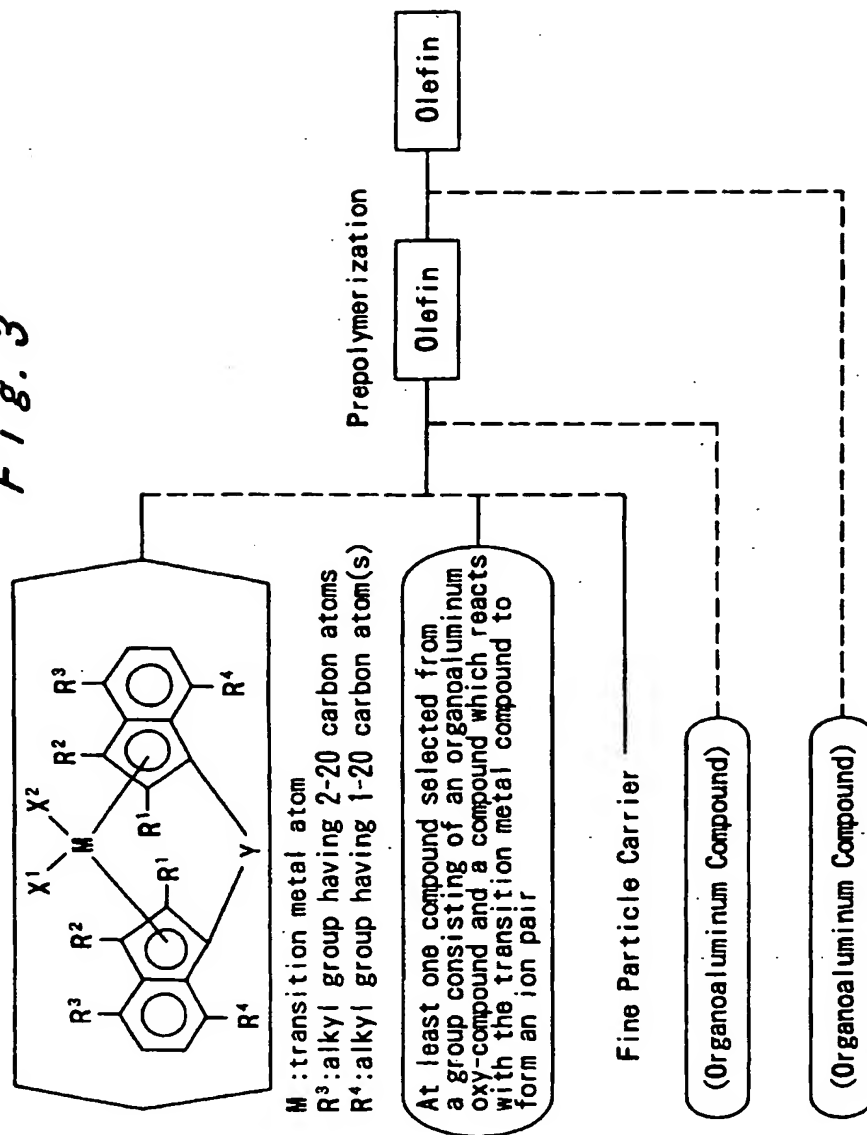 Fig. 3
X¹ X²
M
R² R¹ R² R³
R³ R¹ R⁴
R⁴ Y
M :transition metal atom
R³:alkyl group having 2-20 carbon atoms
R⁴:alkyl group having 1-20 carbon atom(s)
At least one compound selected from
a group consisting of an organoaluminum
oxy-compound and a compound which reacts
with the transition metal compound to
form an ion pair
Fine Particle Carrier
(Organoaluminum Compound)
(Organoaluminum Compound)
Prepolymerization
Olefin
Olefin